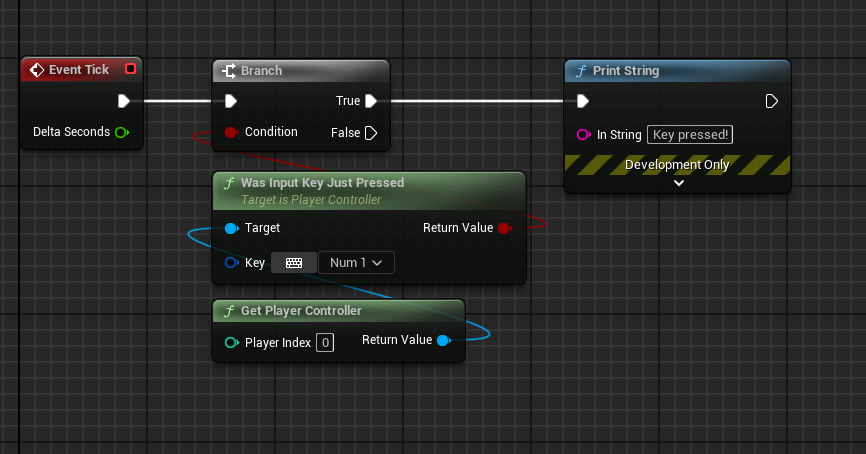 Event Tick
Delta Seconds
Branch
True
Condition
False
Print String
In String Key pressed!
Development Only
Was Input Key Just Pressed
Target is Player Controller
Target
Return Value
Key Num 1
Get Player Controller
Player Index 0
Return Value